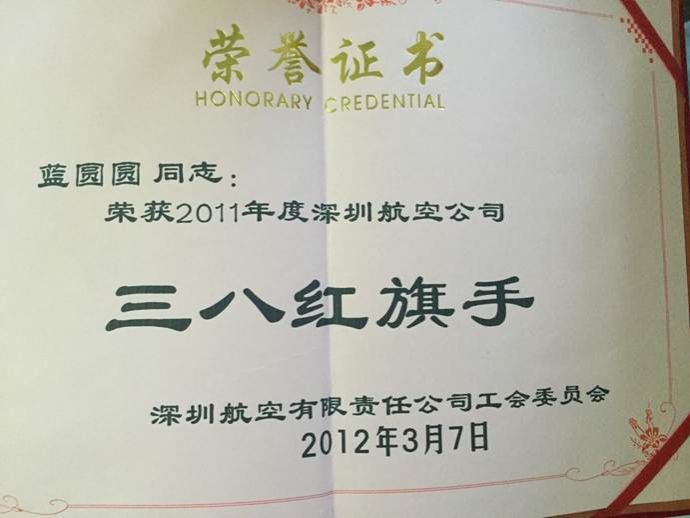 荣誉证书
HONORARY CREDENTIAL
蓝圆圆 同志：
荣获2011年度深圳航空公司
三八红旗手
深圳航空有限责任公司工会委员会
2012年3月7日